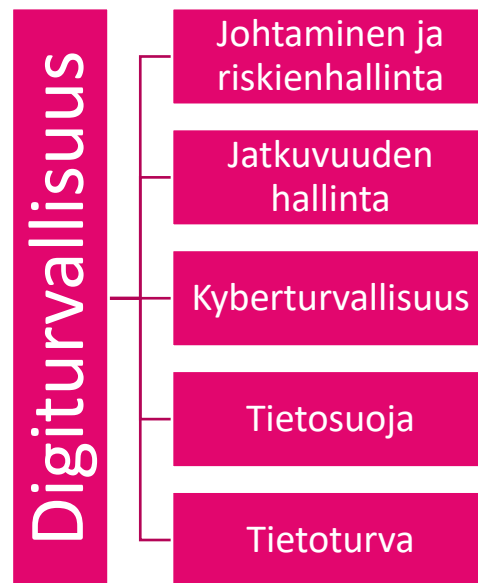 Digiturvallisuus
Johtaminen ja
riskienhallinta
Jatkuvuuden
hallinta
Kyberturvallisuus
Tietosuoja
Tietoturva